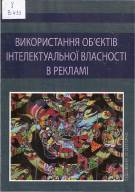 ВИКОРИСТАННЯ ОБ'ЄКТІВ
ІНТЕЛЕКТУАЛЬНОЇ ВЛАСНОСТІ
В РЕКЛАМІ